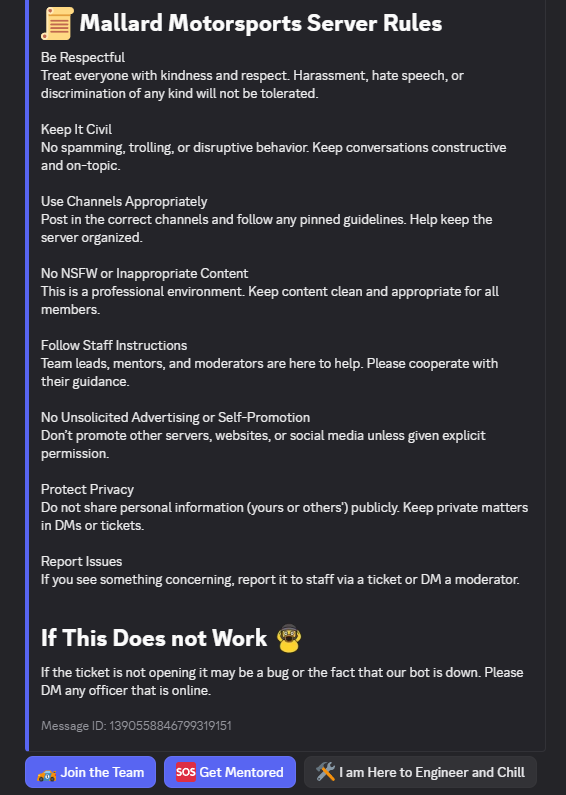 Mallard Motorsports Server Rules
Be Respectful
Treat everyone with kindness and respect. Harassment, hate speech, or
discrimination of any kind will not be tolerated.
Keep It Civil
No spamming, trolling, or disruptive behavior. Keep conversations constructive
and on-topic.
Use Channels Appropriately
Post in the correct channels and follow any pinned guidelines. Help keep the
server organized.
No NSFW or Inappropriate Content
This is a professional environment. Keep content clean and appropriate for all
members.
Follow Staff Instructions
Team leads, mentors, and moderators are here to help. Please cooperate with
their guidance.
No Unsolicited Advertising or Self-Promotion
Don't promote other servers, websites, or social media unless given explicit
permission.
Protect Privacy
Do not share personal information (yours or others') publicly. Keep private matters
in DMs or tickets.
Report Issues
If you see something concerning, report it to staff via a ticket or DM a moderator.
If This Does not Work
If the ticket is not opening it may be a bug or the fact that our bot is down. Please
DM any officer that is online.
Message ID: 1390558846799319151
Join the Team
SOS Get Mentored
I am Here to Engineer and Chill